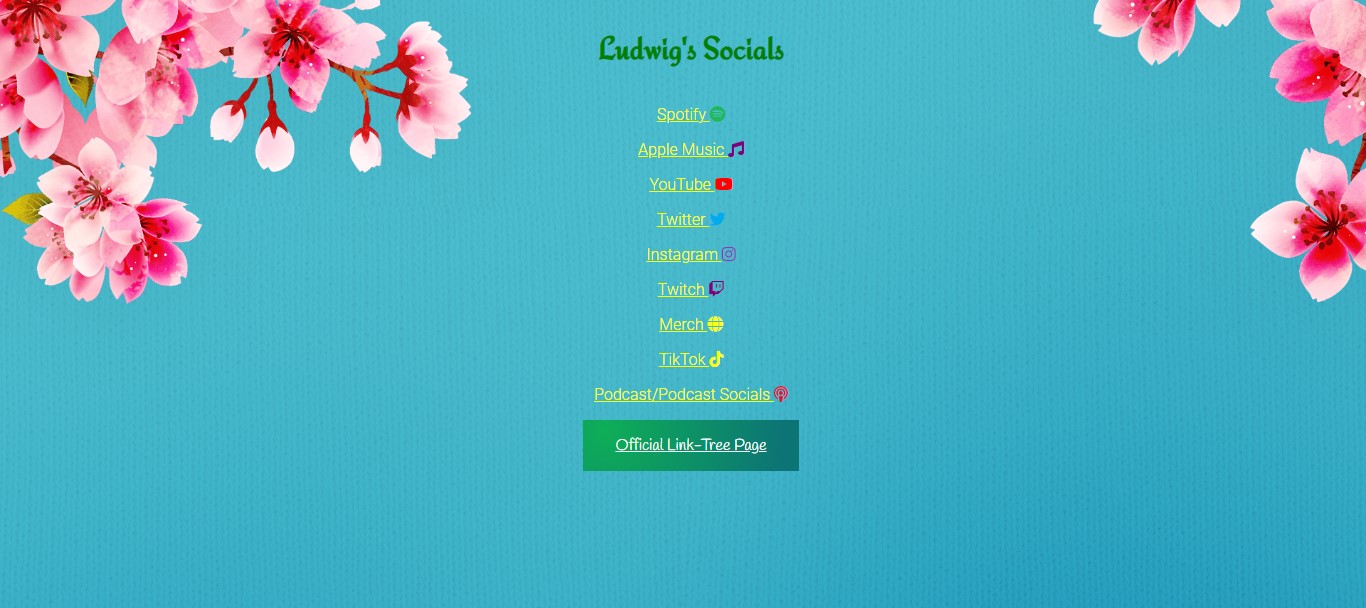 Ludwig's Socials
Spotify
Apple Music
YouTube
Twitter
Instagram
Twitch
Merch
TikTok
Podcast/Podcast Socials
Official Link-Tree Page